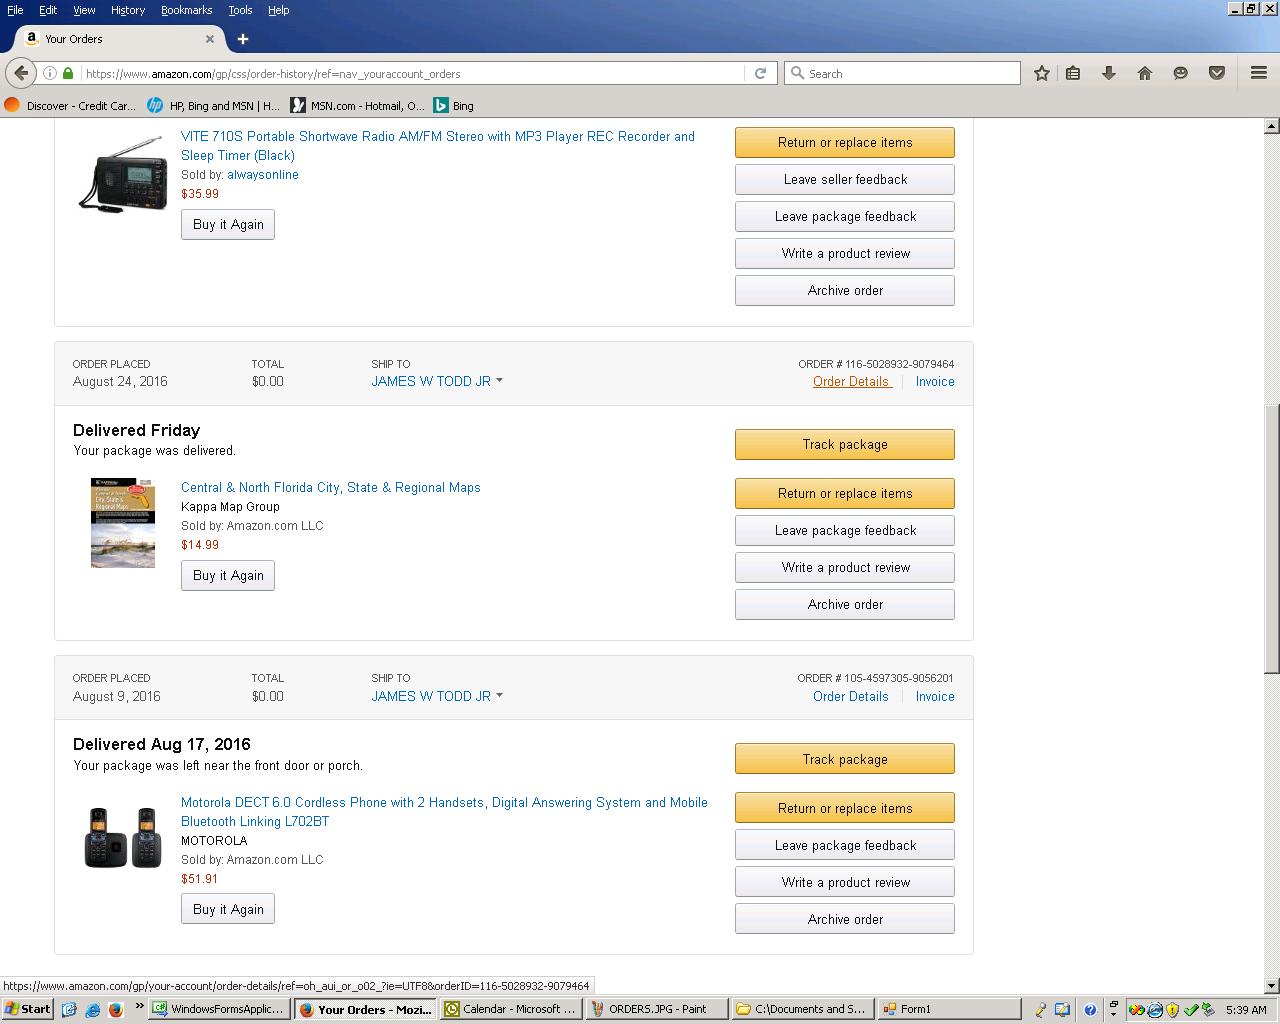 File Edit View History Bookmarks Tools Help
Your Orders
https://www.amazon.com/gp/css/order-history/ref=nav_youraccount_orders
Search
Discover - Credit Car... HP, Bing and MSN | H... MSN.com - Hotmail, O... Bing
VITE 710S Portable Shortwave Radio AM/FM Stereo with MP3 Player REC Recorder and
Sleep Timer (Black)
Sold by: alwaysonline
$35.99
Buy it Again
Return or replace items
Leave seller feedback
Leave package feedback
Write a product review
Archive order
ORDER PLACED TOTAL SHIP TO ORDER # 116-5028932-9079464
August 24, 2016 $0.00 JAMES W TODD JR Order Details Invoice
Delivered Friday
Your package was delivered.
Central & North Florida City, State & Regional Maps
Kappa Map Group
Sold by: Amazon.com LLC
$14.99
Buy it Again
Track package
Return or replace items
Leave package feedback
Write a product review
Archive order
ORDER PLACED TOTAL SHIP TO ORDER # 105-4597305-9056201
August 9, 2016 $0.00 JAMES W TODD JR Order Details Invoice
Delivered Aug 17, 2016
Your package was left near the front door or porch.
Motorola DECT 6.0 Cordless Phone with 2 Handsets, Digital Answering System and Mobile
Bluetooth Linking L702BT
MOTOROLA
Sold by: Amazon.com LLC
$51.91
Buy it Again
Track package
Return or replace items
Leave package feedback
Write a product review
Archive order
https://www.amazon.com/gp/your-account/order-details/ref=oh_aui_or_o02_?ie=UTF8&orderID=116-5028932-9079464
Start WindowsFormsApplic... Your Orders - Mozi... Calendar - Microsoft ... ORDERS.JPG - Paint C:\Documents and S... Form1 5:39 AM